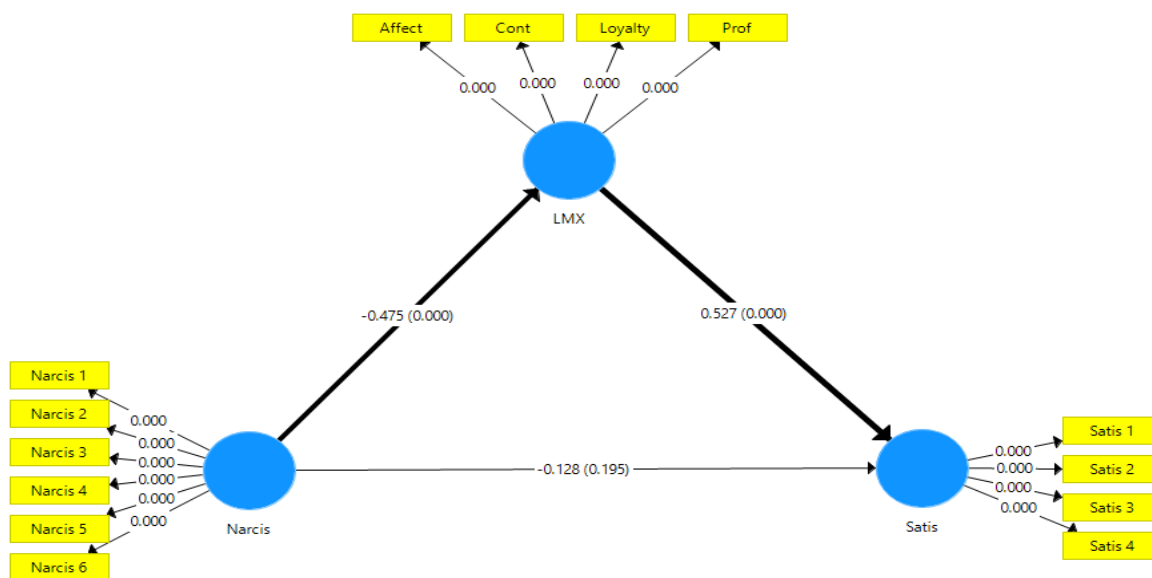 Affect
Cont
Loyalty
Prof
0.000
0.000
0.000
0.000
LMX
-0.475 (0.000)
0.527 (0.000)
Narcis 1
Narcis 2
Narcis 3
Narcis 4
Narcis 5
Narcis 6
0.000
0.000
0.000
0.000
0.000
0.000
Narcis
-0.128 (0.195)
Satis
0.000
0.000
0.000
0.000
Satis 1
Satis 2
Satis 3
Satis 4